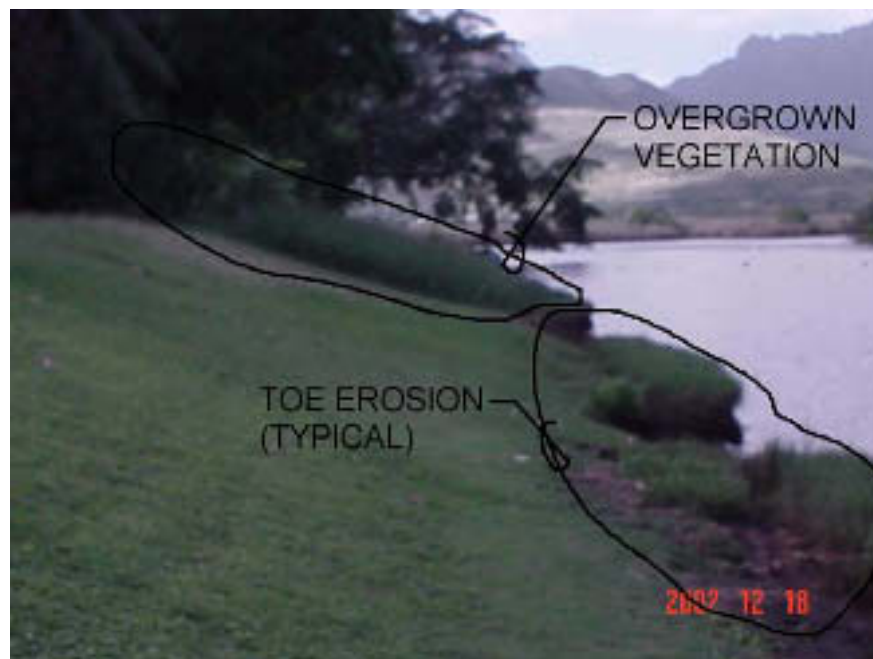 OVERGROWN
VEGETATION
TOE EROSION
(TYPICAL)
2002 12 18